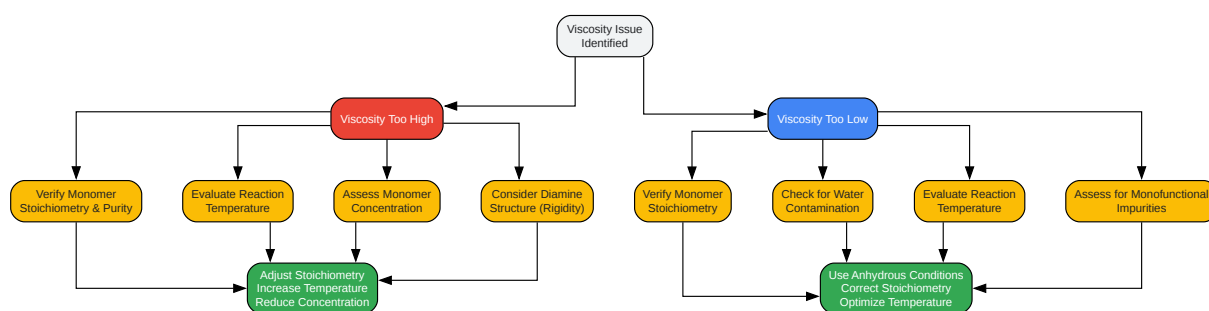 Viscosity Issue
Identified
Viscosity Too High
Viscosity Too Low
Verify Monomer
Stoichiometry & Purity
Evaluate Reaction
Temperature
Assess Monomer
Concentration
Consider Diamine
Structure (Rigidity)
Verify Monomer
Stoichiometry
Check for Water
Contamination
Evaluate Reaction
Temperature
Assess for Monofunctional
Impurities
Adjust Stoichiometry
Increase Temperature
Reduce Concentration
Use Anhydrous Conditions
Correct Stoichiometry
Optimize Temperature